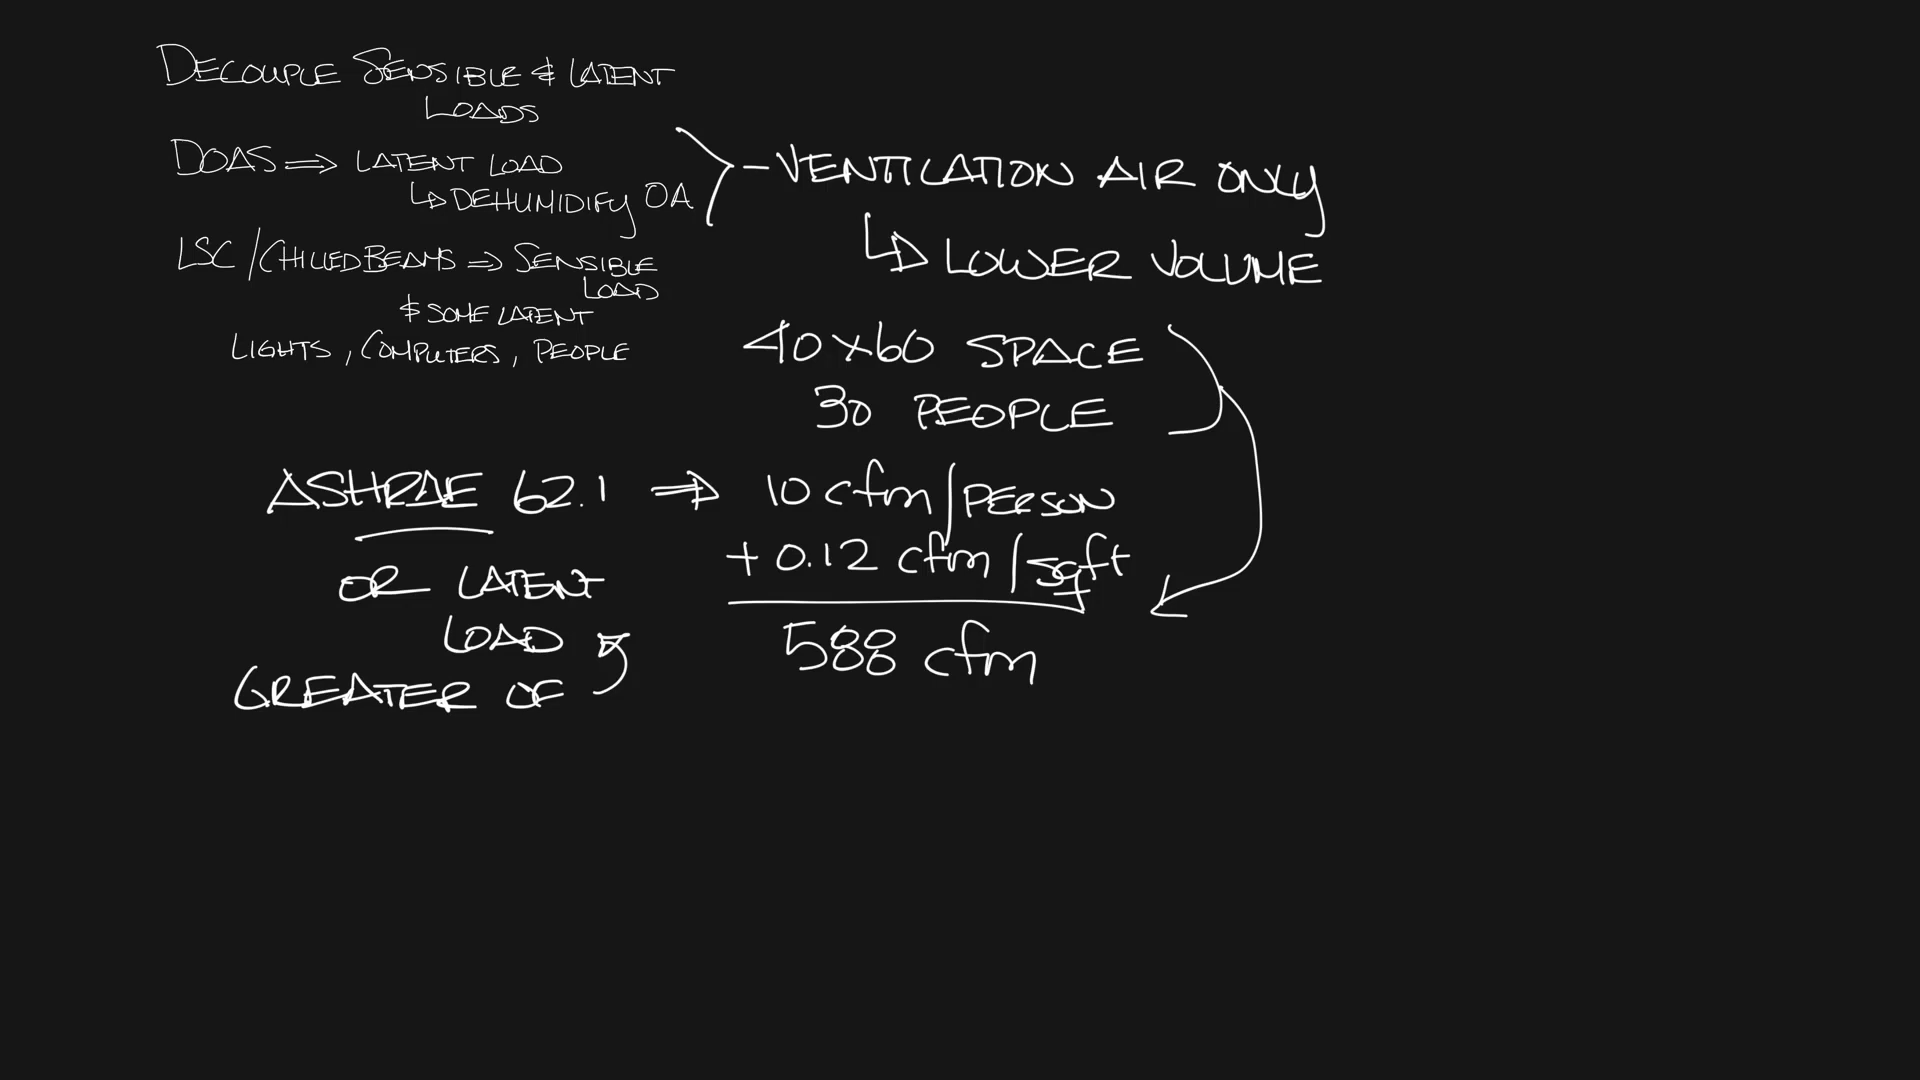 DECOUPLE SENSIBLE & LATENT
LOADS
DOAS ⇒ LATENT LOAD
↳ DEHUMIDIFY OA
LSC/CHILLED BEAMS ⇒ SENSIBLE
LOAD
& SOME LATENT
LIGHTS, COMPUTERS, PEOPLE
- VENTILATION AIR ONLY
↳ LOWER VOLUME
40x60 SPACE
30 PEOPLE
ASHRAE 62.1 ⇒ 10 cfm/PERSON
+ 0.12 cfm/sqft
588 cfm
OR LATENT
LOAD
GREATER OF